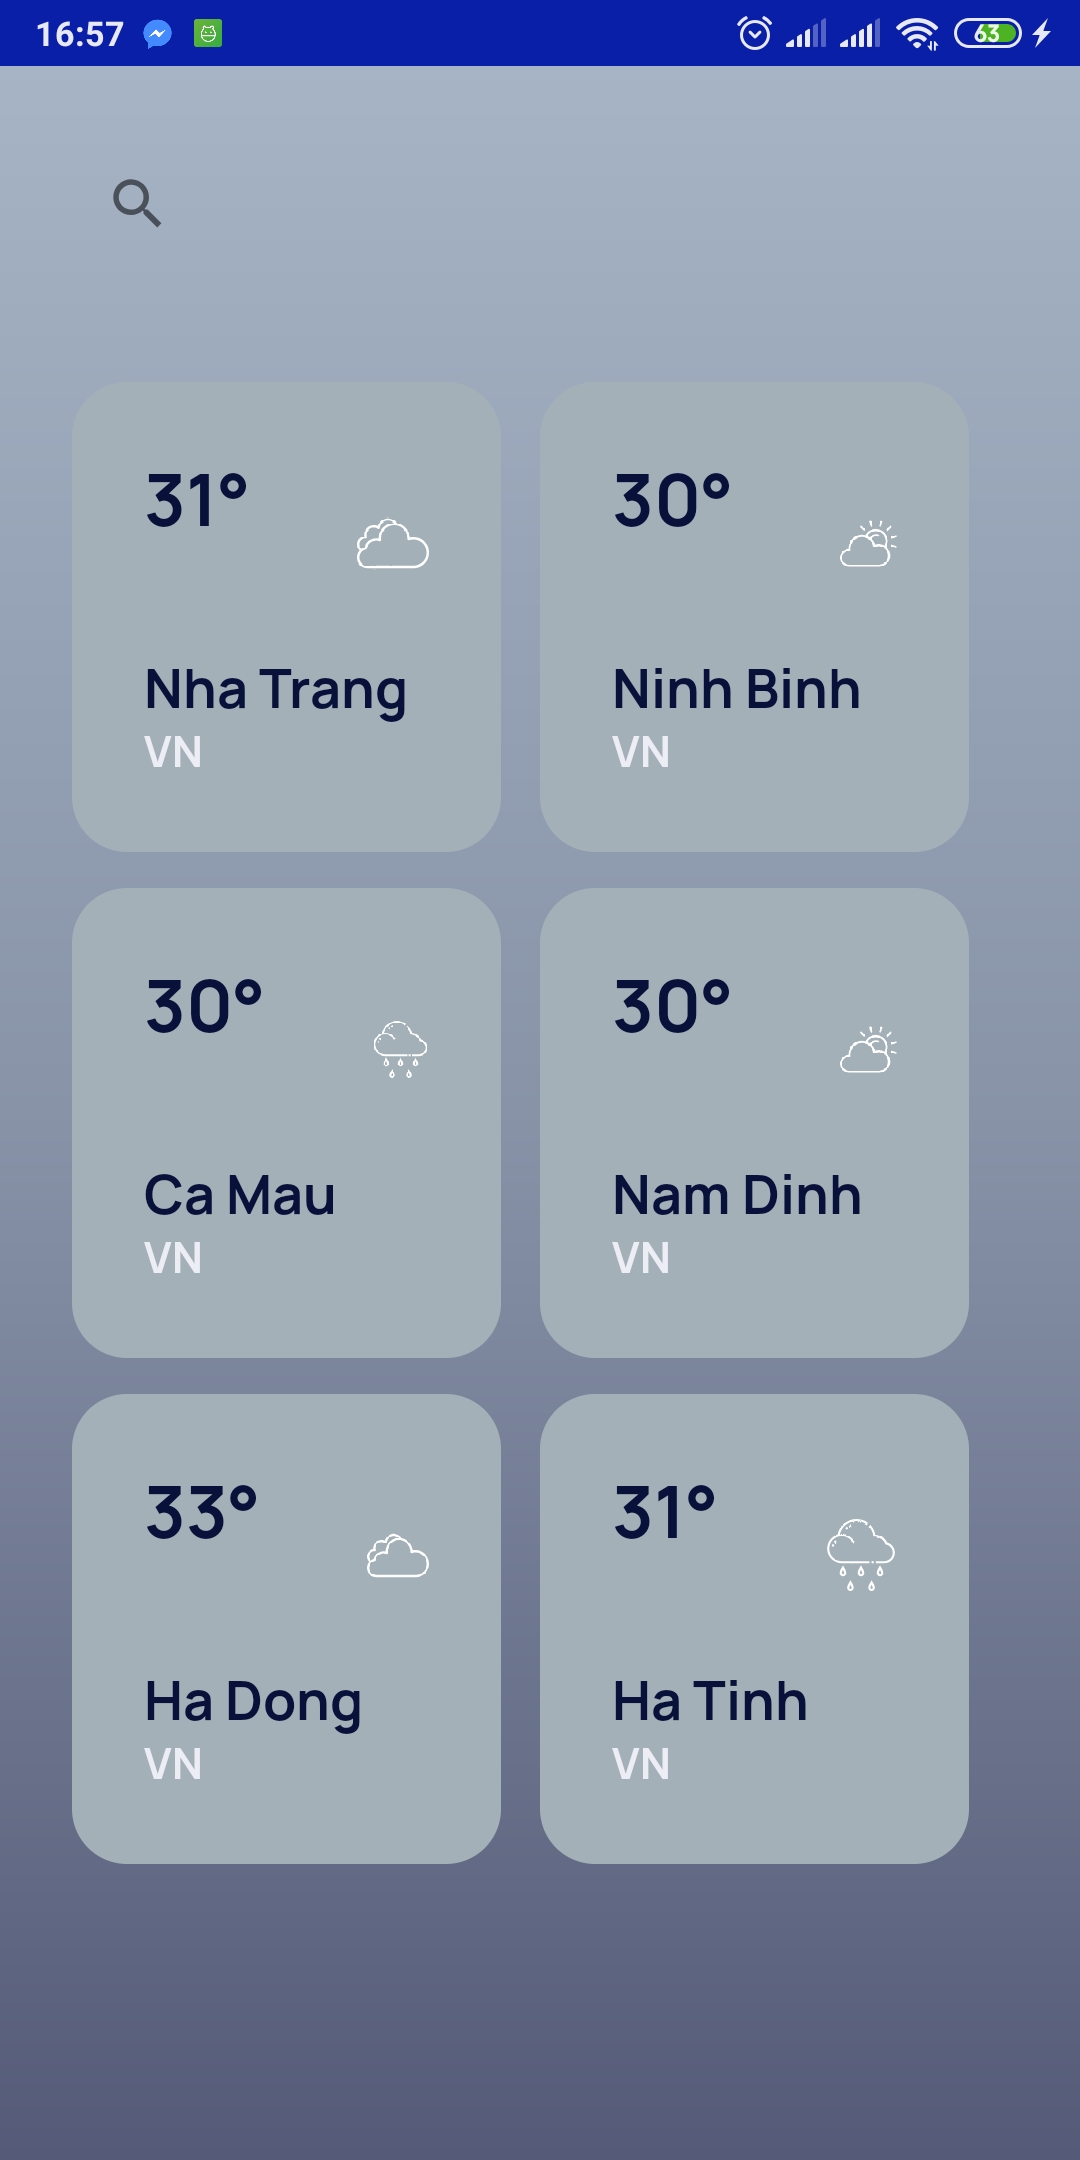 16:57
63
31°
Nha Trang
VN
30°
Ninh Binh
VN
30°
Ca Mau
VN
30°
Nam Dinh
VN
33°
Ha Dong
VN
31°
Ha Tinh
VN